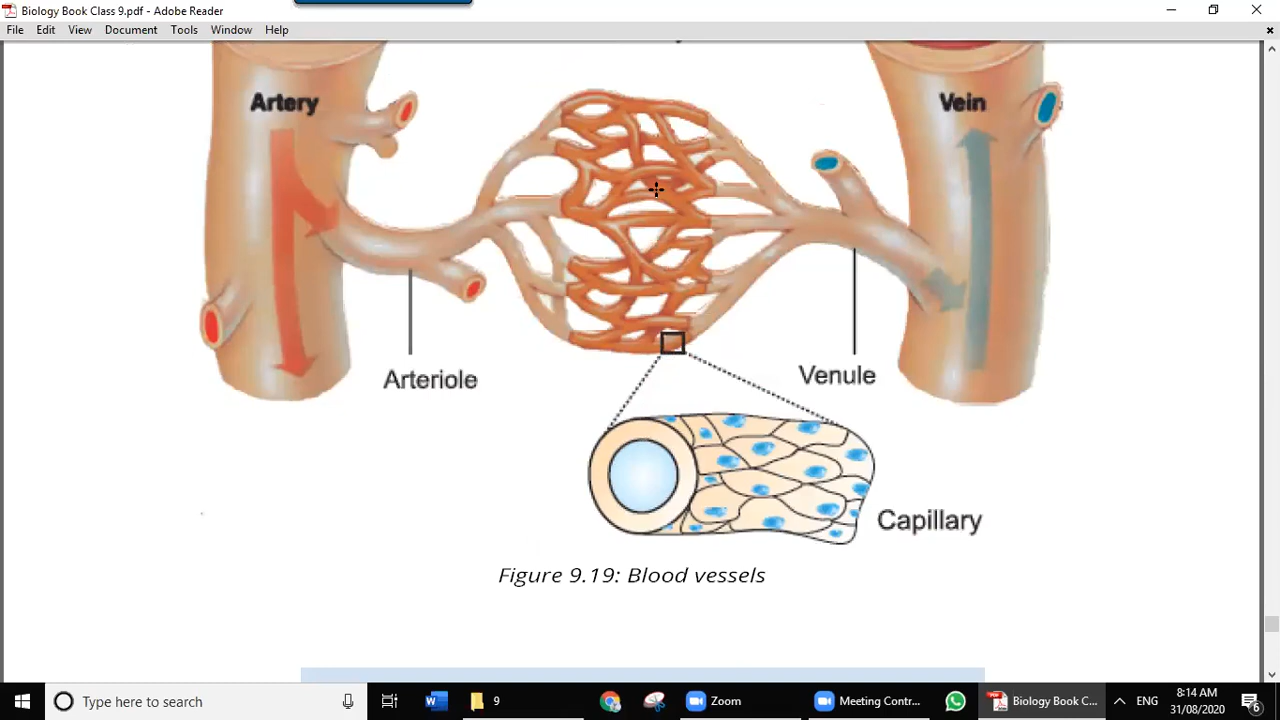 Biology Book Class 9.pdf - Adobe Reader
File Edit View Document Tools Window Help
Artery
Vein
Arteriole
Venule
Capillary
Figure 9.19: Blood vessels
Type here to search
9
Zoom
Meeting Contr...
Biology Book C...
ENG
8:14 AM
31/08/2020
6